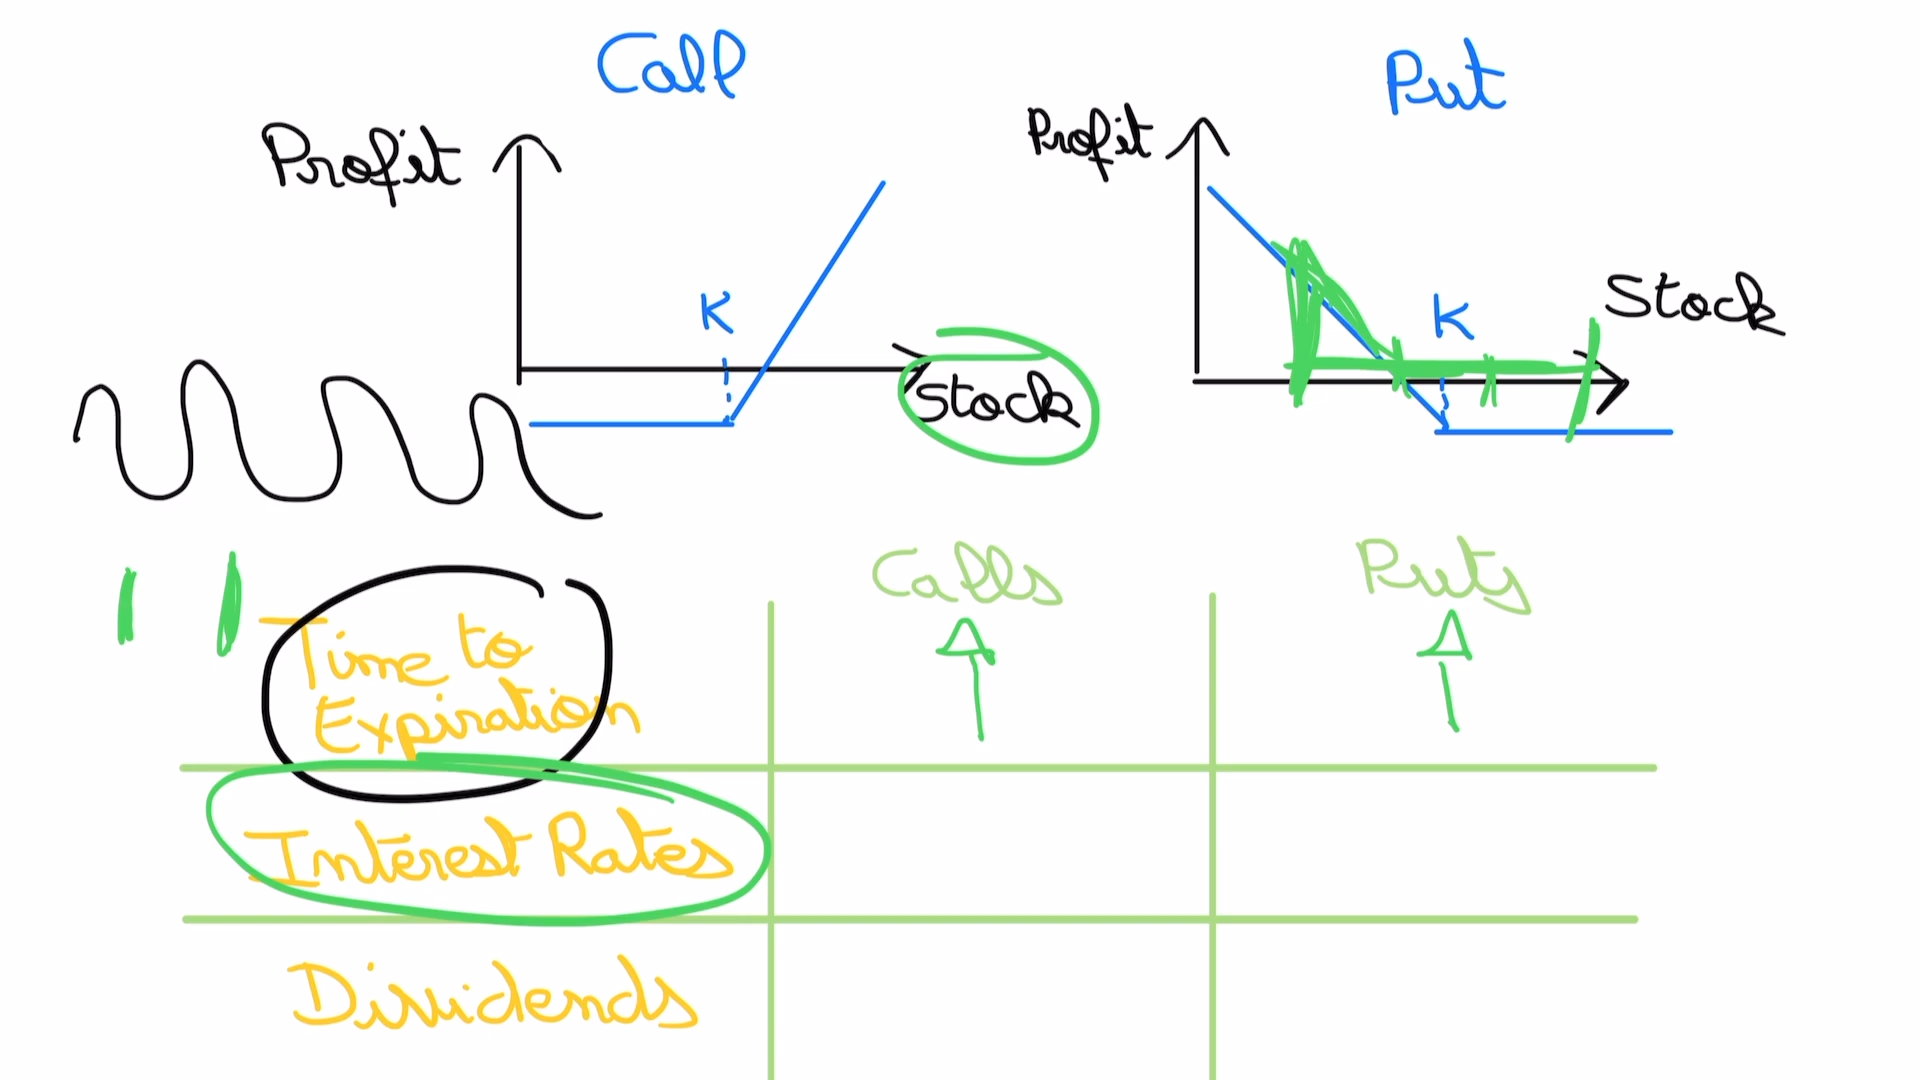 Call
Put
Profit
Profit
K
Stock
K
Stock
Calls
Puts
Time to
Expiration
Interest Rates
Dividends